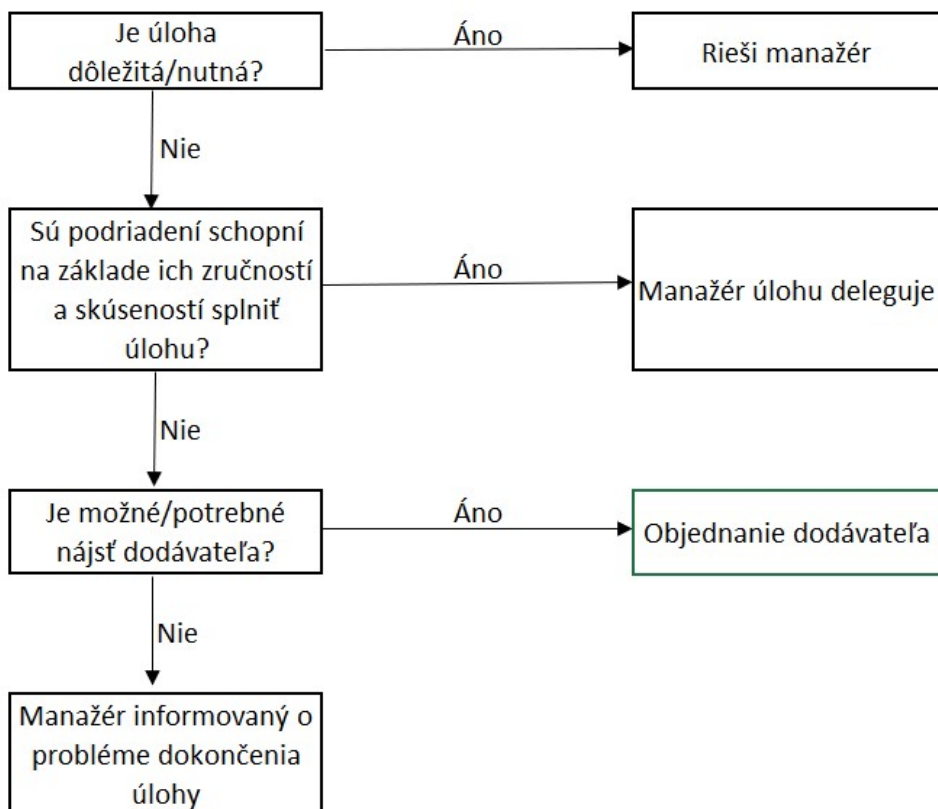 Je úloha
dôležitá/nutná?
Áno
Rieši manažér
Nie
Sú podriadení schopní
na základe ich zručností
a skúseností splniť
úlohu?
Áno
Manažér úlohu deleguje
Nie
Je možné/potrebné
nájsť dodávateľa?
Áno
Objednanie dodávateľa
Nie
Manažér informovaný o
probléme dokončenia
úlohy